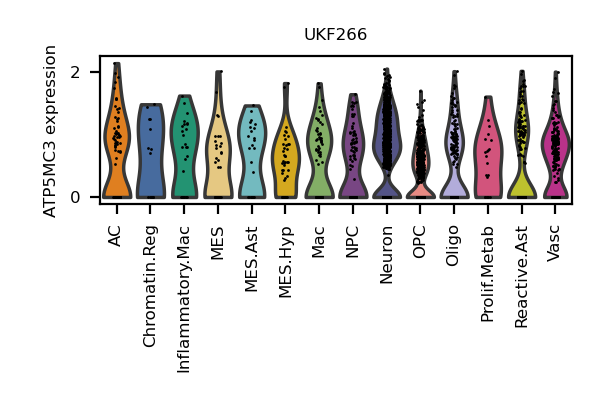 UKF266
ATP5MC3 expression
2
0
AC
Chromatin.Reg
Inflammatory.Mac
MES
MES.Ast
MES.Hyp
Mac
NPC
Neuron
OPC
Oligo
Prolif.Metab
Reactive.Ast
Vasc